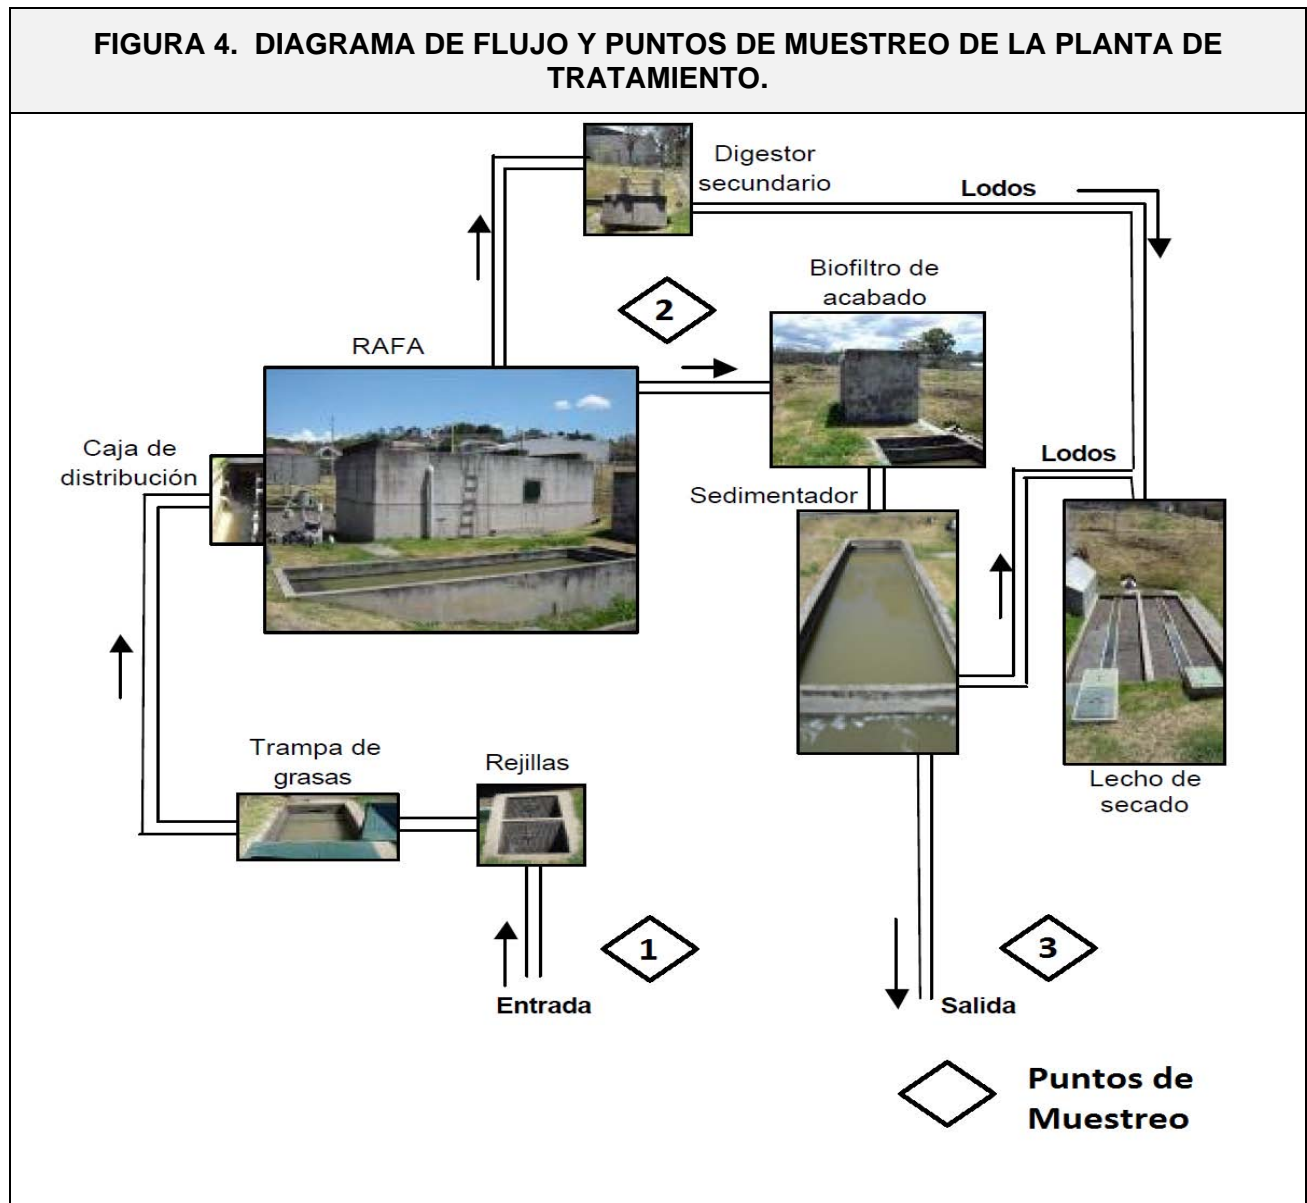 FIGURA 4. DIAGRAMA DE FLUJO Y PUNTOS DE MUESTREO DE LA PLANTA DE
TRATAMIENTO.
Digestor
secundario
Lodos
Biofiltro de
acabado
2
RAFA
Caja de
distribución
Lodos
Sedimentador
Trampa de
grasas
Rejillas
Lecho de
secado
1
3
Entrada
Salida
Puntos de
Muestreo